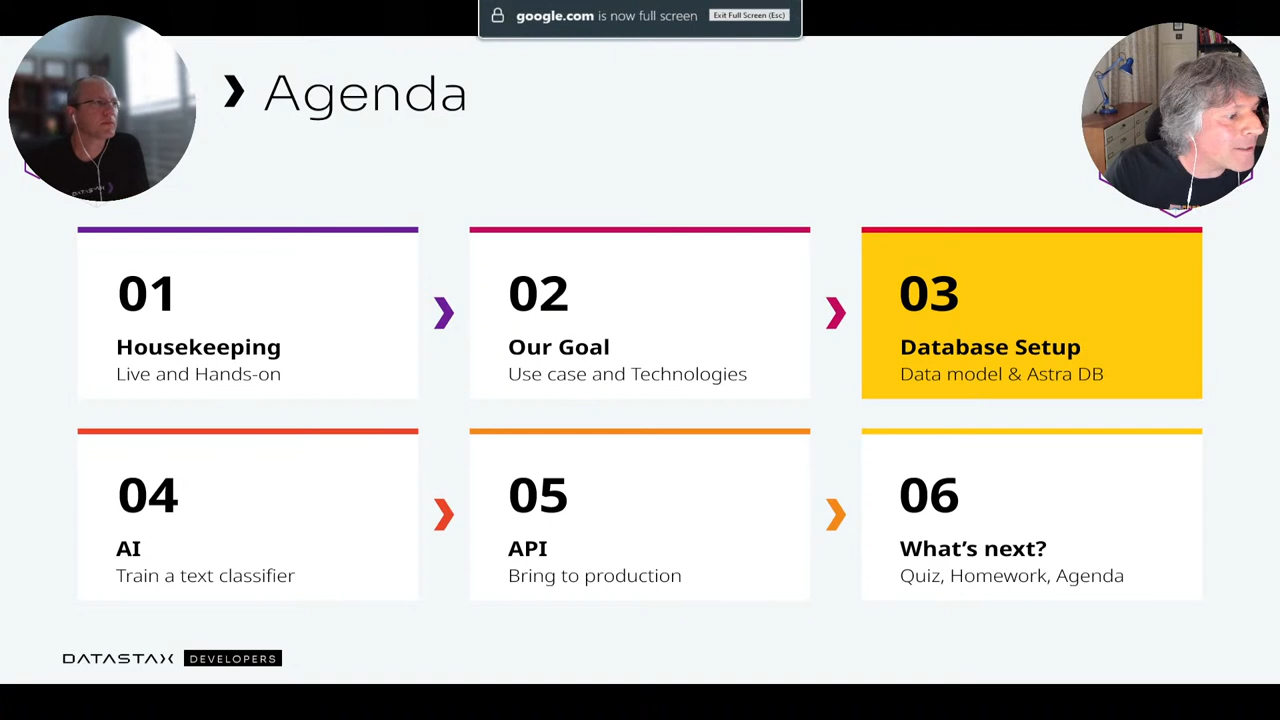 google.com is now full screen Exit Full Screen (Esc)
Agenda
01
Housekeeping
Live and Hands-on
02
Our Goal
Use case and Technologies
03
Database Setup
Data model & Astra DB
04
AI
Train a text classifier
05
API
Bring to production
06
What's next?
Quiz, Homework, Agenda
DATASTAX DEVELOPERS
DATASTAX